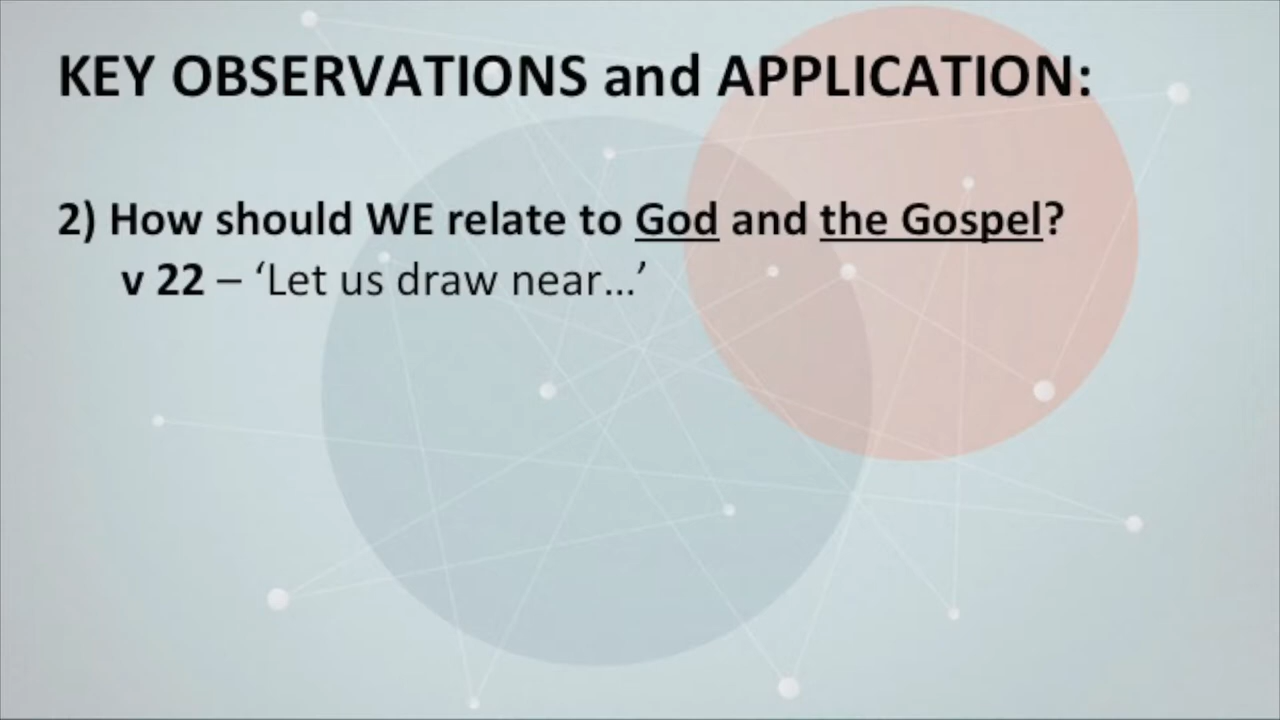 KEY OBSERVATIONS and APPLICATION:
2) How should WE relate to God and the Gospel?
v 22 – ‘Let us draw near...’